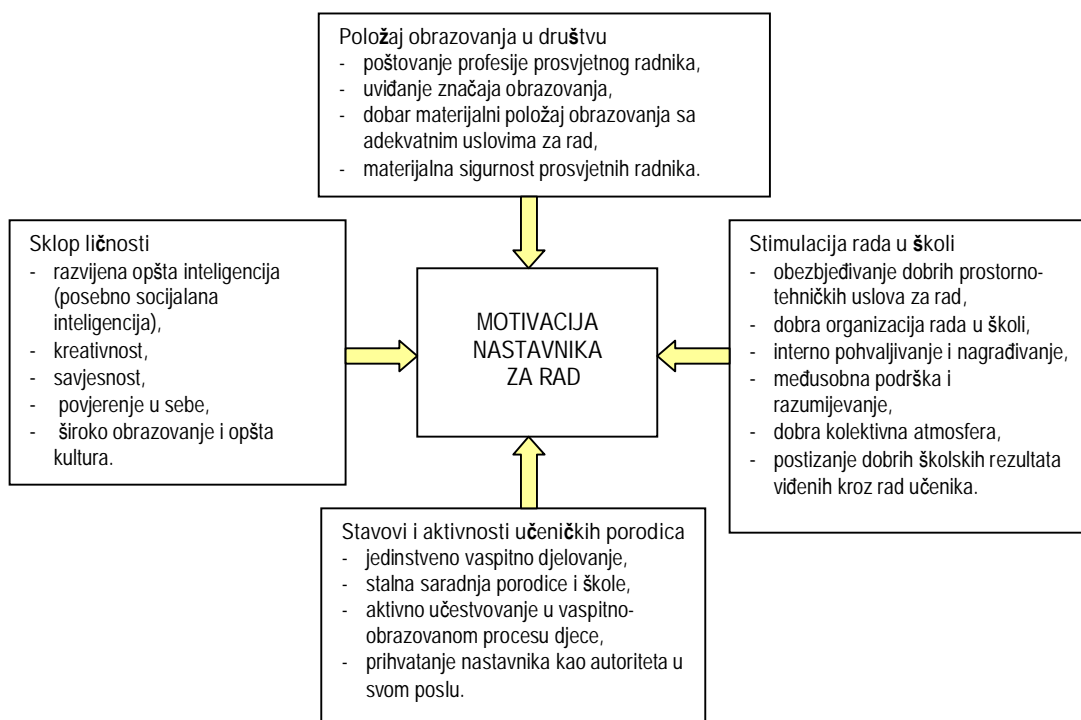 Položaj obrazovanja u društvu
- poštovanje profesije prosvjetnog radnika,
- uviđanje značaja obrazovanja,
- dobar materijalni položaj obrazovanja sa
adekvatnim uslovima za rad,
- materijalna sigurnost prosvjetnih radnika.
Sklop ličnosti
- razvijena opšta inteligencija
(posebno socijalana
inteligencija),
- kreativnost,
- savjesnost,
- povjerenje u sebe,
- široko obrazovanje i opšta
kultura.
MOTIVACIJA
NASTAVNIKA
ZA RAD
Stimulacija rada u školi
- obezbjeđivanje dobrih prostorno-
tehničkih uslova za rad,
- dobra organizacija rada u školi,
- interno pohvaljivanje i nagrađivanje,
- međusobna podrška i
razumijevanje,
- dobra kolektivna atmosfera,
- postizanje dobrih školskih rezultata
viđenih kroz rad učenika.
Stavovi i aktivnosti učeničkih porodica
- jedinstveno vaspitno djelovanje,
- stalna saradnja porodice i škole,
- aktivno učestvovanje u vaspitno-
obrazovanom procesu djece,
- prihvatanje nastavnika kao autoriteta u
svom poslu.